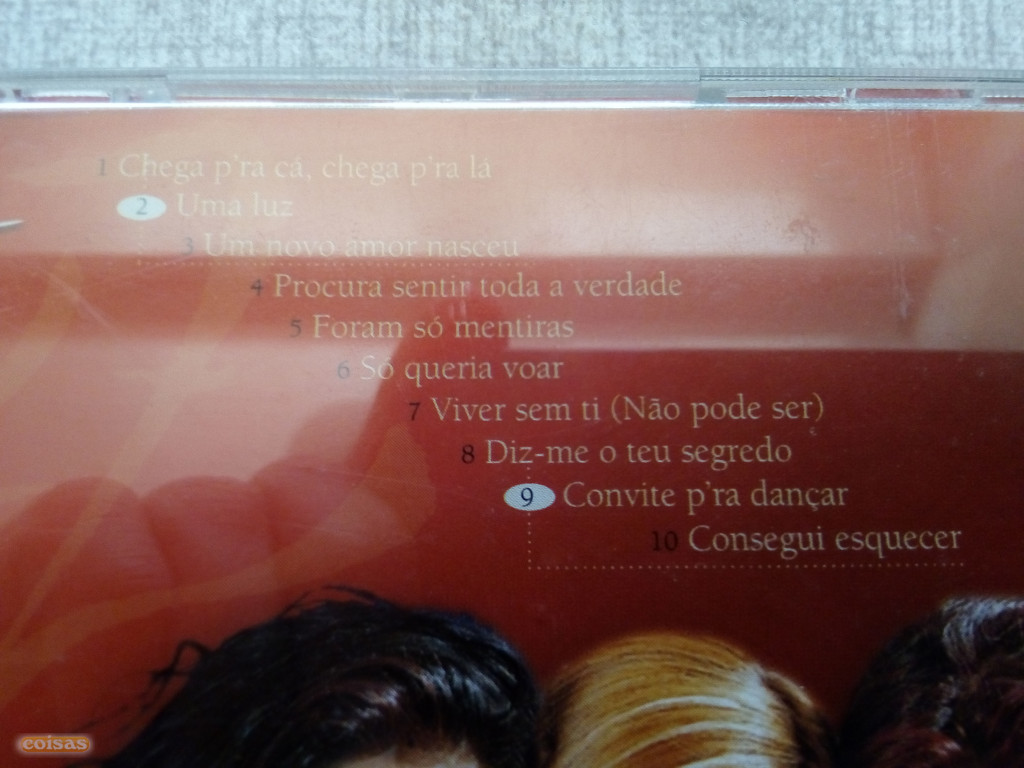 1 Chega p'ra cá, chega p'ra lá
2 Uma luz
3 Um novo amor nasceu
4 Procura sentir toda a verdade
5 Foram só mentiras
6 Só queria voar
7 Viver sem ti (Não pode ser)
8 Diz-me o teu segredo
9 Convite p'ra dançar
10 Consegui esquecer
coisas